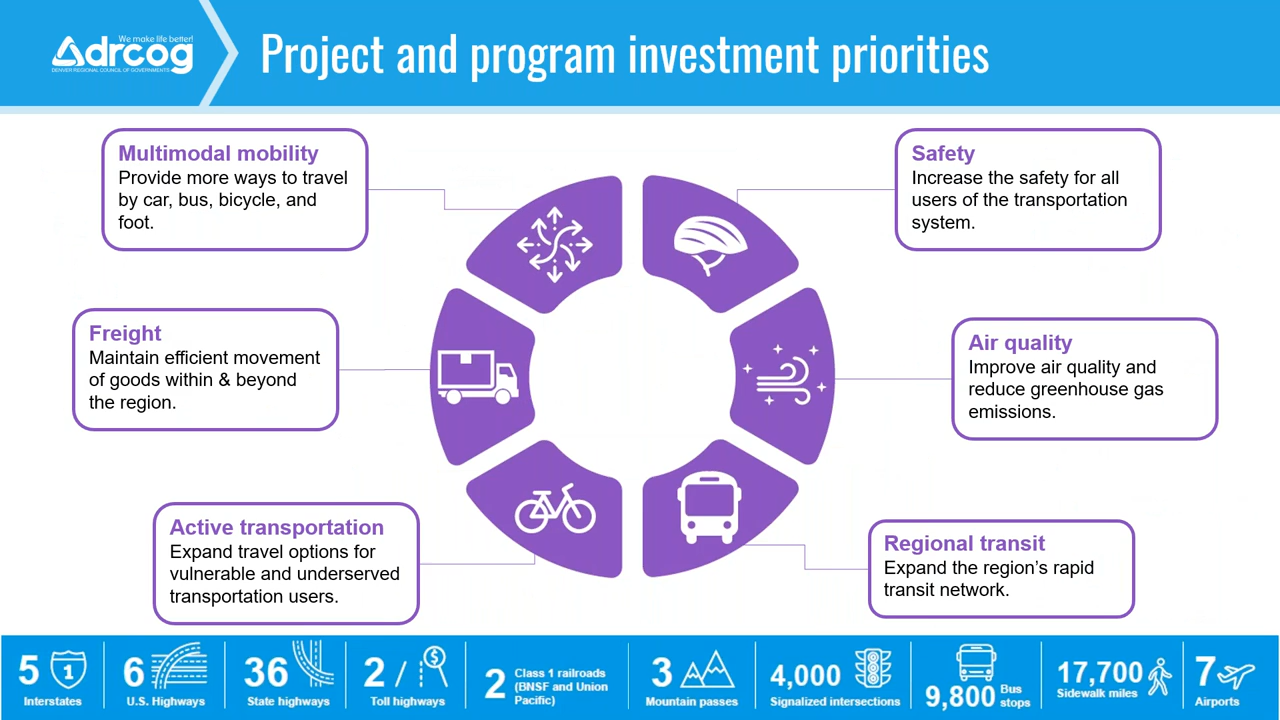 We make life better!
drcog
DENVER REGIONAL COUNCIL OF GOVERNMENTS
Project and program investment priorities
Multimodal mobility
Provide more ways to travel
by car, bus, bicycle, and
foot.
Safety
Increase the safety for all
users of the transportation
system.
Freight
Maintain efficient movement
of goods within & beyond
the region.
Air quality
Improve air quality and
reduce greenhouse gas
emissions.
Active transportation
Expand travel options for
vulnerable and underserved
transportation users.
Regional transit
Expand the region’s rapid
transit network.
5
1
Interstates
6
U.S. Highways
36
State highways
2
$
Toll highways
2
Class 1 railroads
(BNSF and Union
Pacific)
3
Mountain passes
4,000
Signalized intersections
9,800
Bus
stops
17,700
Sidewalk miles
7
Airports